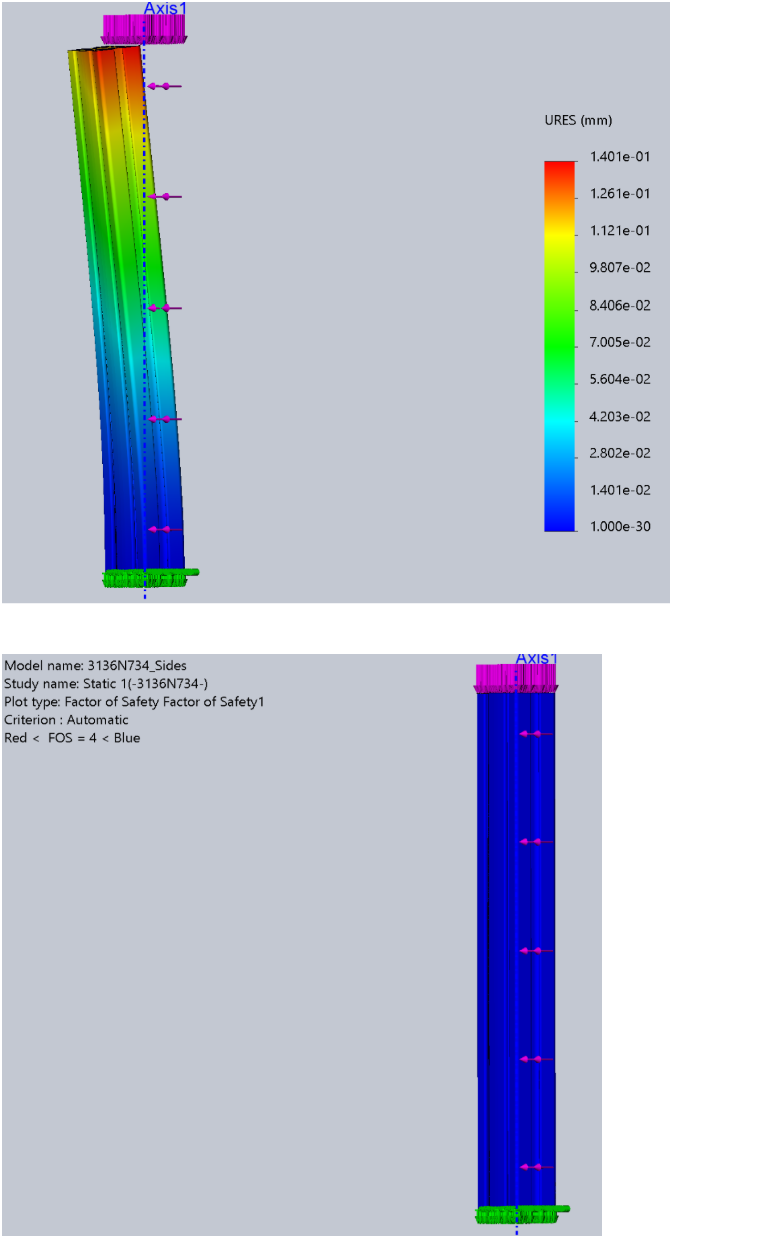 Axis1
URES (mm)
1.401e-01
1.261e-01
1.121e-01
9.807e-02
8.406e-02
7.005e-02
5.604e-02
4.203e-02
2.802e-02
1.401e-02
1.000e-30
Model name: 3136N734_Sides
Study name: Static 1(-3136N734-)
Plot type: Factor of Safety Factor of Safety1
Criterion : Automatic
Red < FOS = 4 < Blue
Axis1